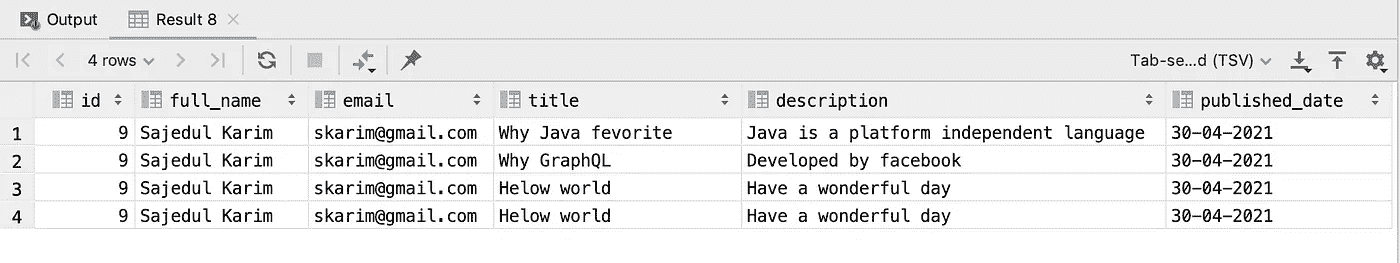 Output Result 8
4 rows Tab-se...d (TSV)
id full_name email title description published_date
1 9 Sajedul Karim skarim@gmail.com Why Java fevorite Java is a platform independent language 30-04-2021
2 9 Sajedul Karim skarim@gmail.com Why GraphQL Developed by facebook 30-04-2021
3 9 Sajedul Karim skarim@gmail.com Helow world Have a wonderful day 30-04-2021
4 9 Sajedul Karim skarim@gmail.com Helow world Have a wonderful day 30-04-2021